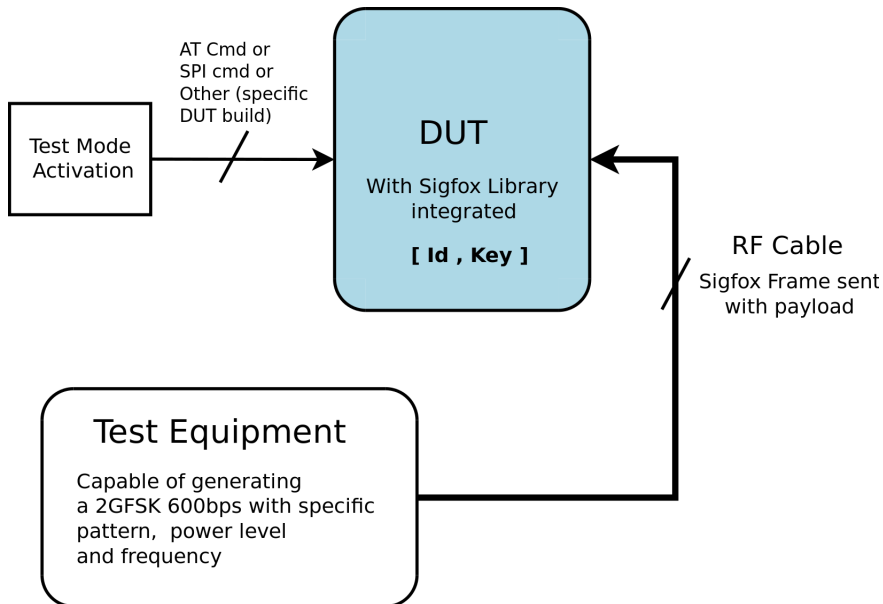 AT Cmd or
SPI cmd or
Other (specific
DUT build)
Test Mode
Activation
DUT
With Sigfox Library
integrated
[ Id , Key ]
RF Cable
Sigfox Frame sent
with payload
Test Equipment
Capable of generating
a 2GFSK 600bps with specific
pattern,  power level
and frequency